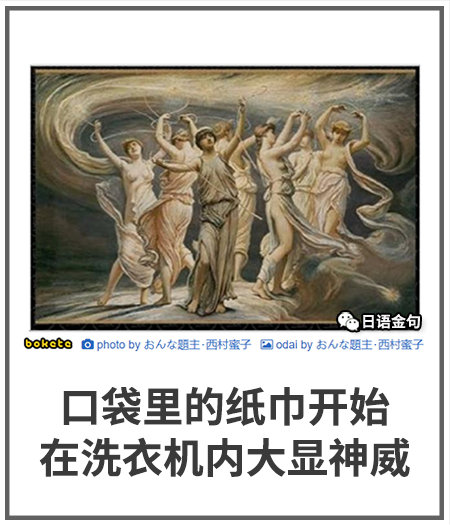 日语金句
bokete photo by おんな題主·西村蜜子 odai by おんな題主·西村蜜子
口袋里的纸巾开始
在洗衣机内大显神威